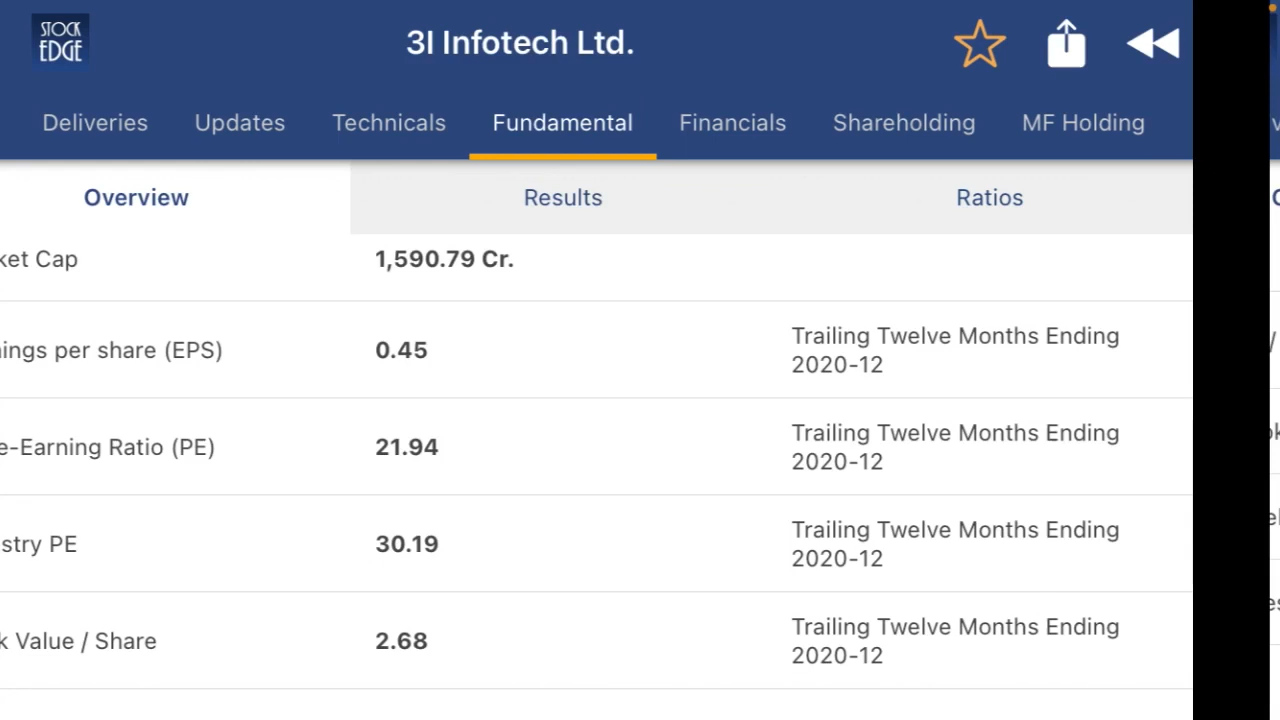 STOCK
EDGE
3I Infotech Ltd.
Deliveries Updates Technicals Fundamental Financials Shareholding MF Holding
Overview Results Ratios
ket Cap 1,590.79 Cr.
ings per share (EPS) 0.45 Trailing Twelve Months Ending
2020-12
e-Earning Ratio (PE) 21.94 Trailing Twelve Months Ending
2020-12
stry PE 30.19 Trailing Twelve Months Ending
2020-12
k Value / Share 2.68 Trailing Twelve Months Ending
2020-12